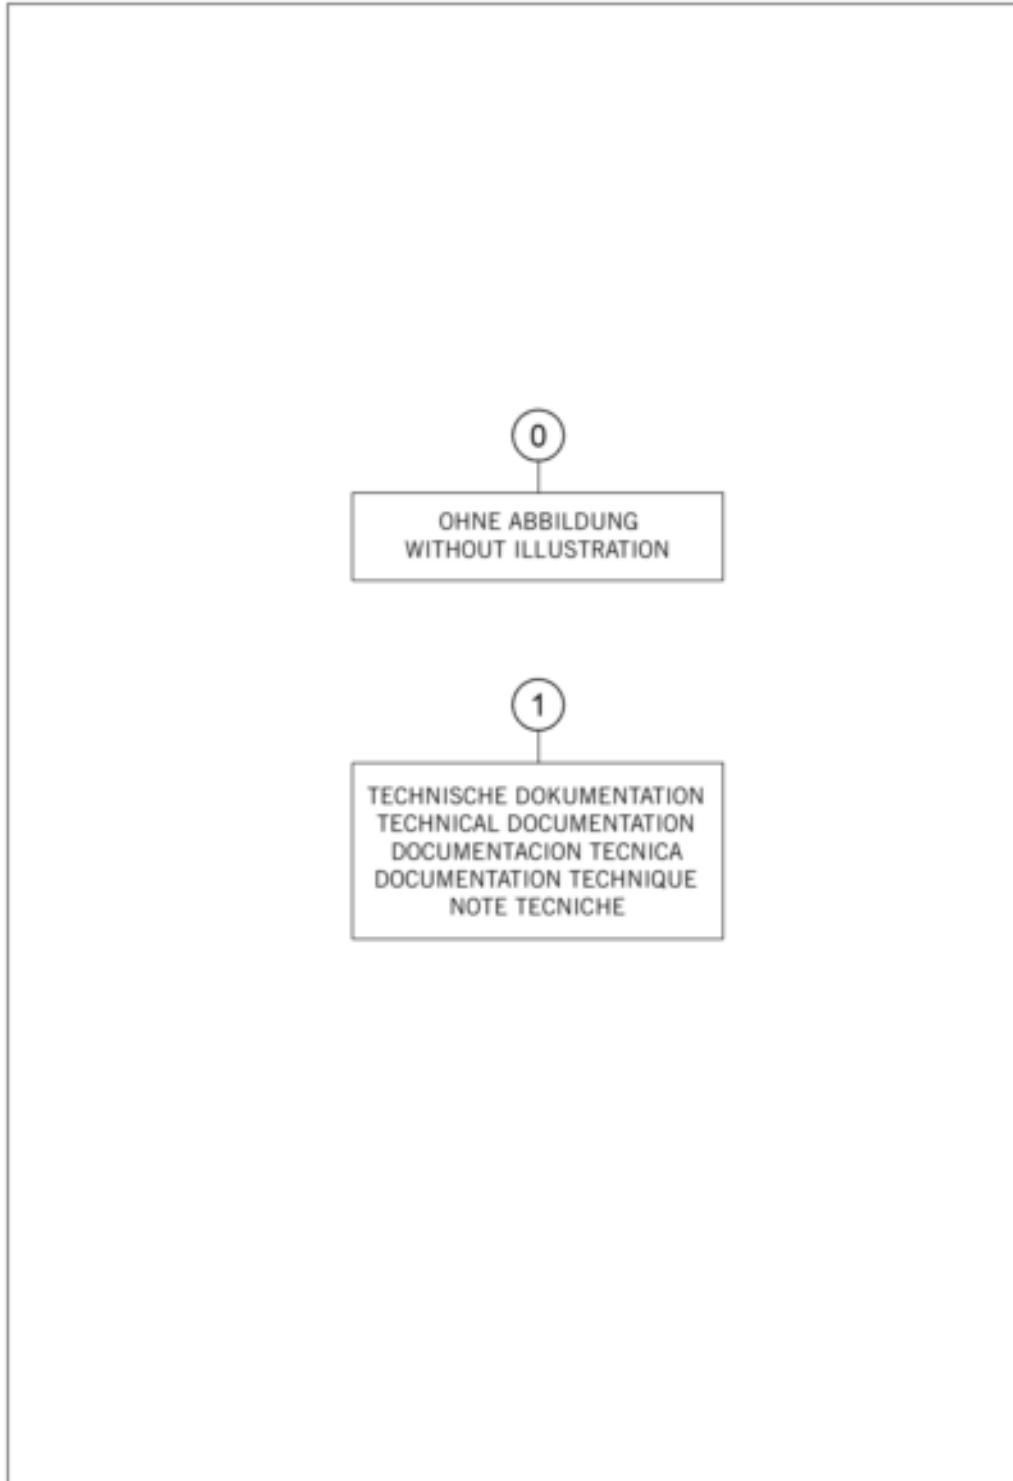 0
OHNE ABBILDUNG
WITHOUT ILLUSTRATION
1
TECHNISCHE DOKUMENTATION
TECHNICAL DOCUMENTATION
DOCUMENTACION TECNICA
DOCUMENTATION TECHNIQUE
NOTE TECNICHE